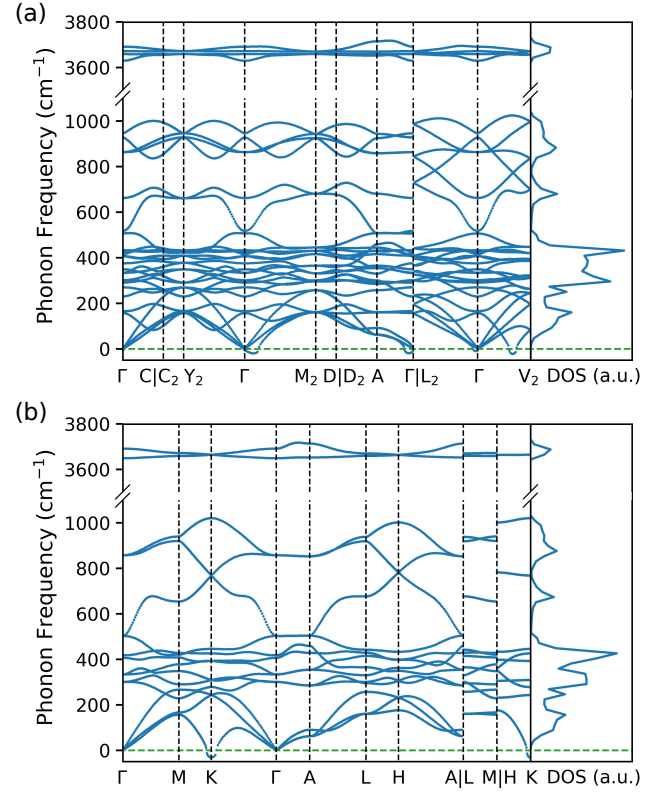 (a)
3800
3600
1000
800
600
400
200
0
Phonon Frequency (cm⁻¹)
Γ C|C₂ Y₂ Γ M₂ D|D₂ A Γ|L₂ Γ V₂ DOS (a.u.)
(b)
3800
3600
1000
800
600
400
200
0
Phonon Frequency (cm⁻¹)
Γ M K Γ A L H A|L M|H K DOS (a.u.)